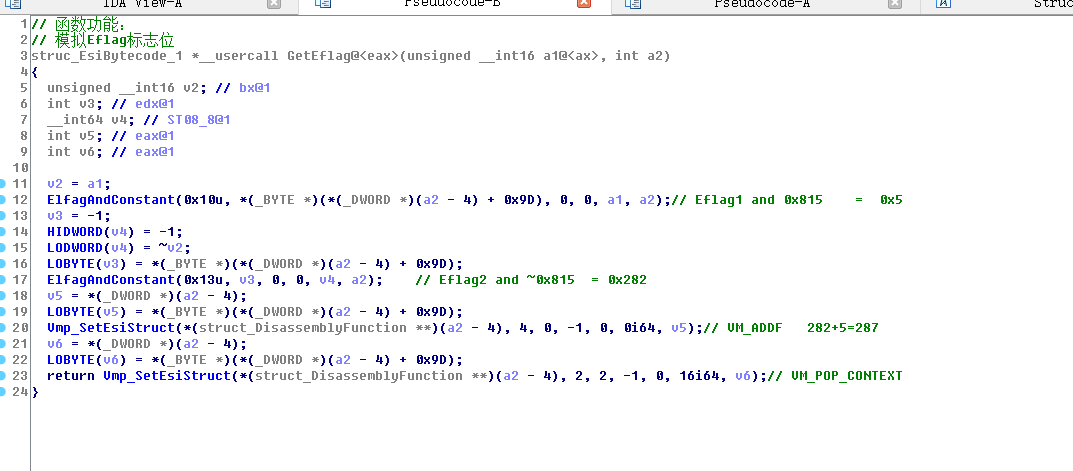 IDA View-A Pseudocode-B Pseudocode-A Struc
1 // 函数功能:
2 // 模拟Eflag标志位
3 struc_EsiBytecode_1 *__usercall GetEflag@<eax>(unsigned __int16 a1@<ax>, int a2)
4 {
5 unsigned __int16 v2; // bx@1
6 int v3; // edx@1
7 __int64 v4; // ST08_8@1
8 int v5; // eax@1
9 int v6; // eax@1
10
11 v2 = a1;
12 ElfagAndConstant(0x10u, *(_BYTE *)(*(_DWORD *)(a2 - 4) + 0x9D), 0, 0, a1, a2);// Eflag1 and 0x815 = 0x5
13 v3 = -1;
14 HIDWORD(v4) = -1;
15 LODWORD(v4) = ~v2;
16 LOBYTE(v3) = *(_BYTE *)(*(_DWORD *)(a2 - 4) + 0x9D);
17 ElfagAndConstant(0x13u, v3, 0, 0, v4, a2); // Eflag2 and ~0x815 = 0x282
18 v5 = *(_DWORD *)(a2 - 4);
19 LOBYTE(v5) = *(_BYTE *)(*(_DWORD *)(a2 - 4) + 0x9D);
20 Vmp_SetEsiStruct(*(struct_DisassemblyFunction **)(a2 - 4), 4, 0, -1, 0, 0i64, v5);// VM_ADDF 282+5=287
21 v6 = *(_DWORD *)(a2 - 4);
22 LOBYTE(v6) = *(_BYTE *)(*(_DWORD *)(a2 - 4) + 0x9D);
23 return Vmp_SetEsiStruct(*(struct_DisassemblyFunction **)(a2 - 4), 2, 2, -1, 0, 16i64, v6);// VM_POP_CONTEXT
24 }